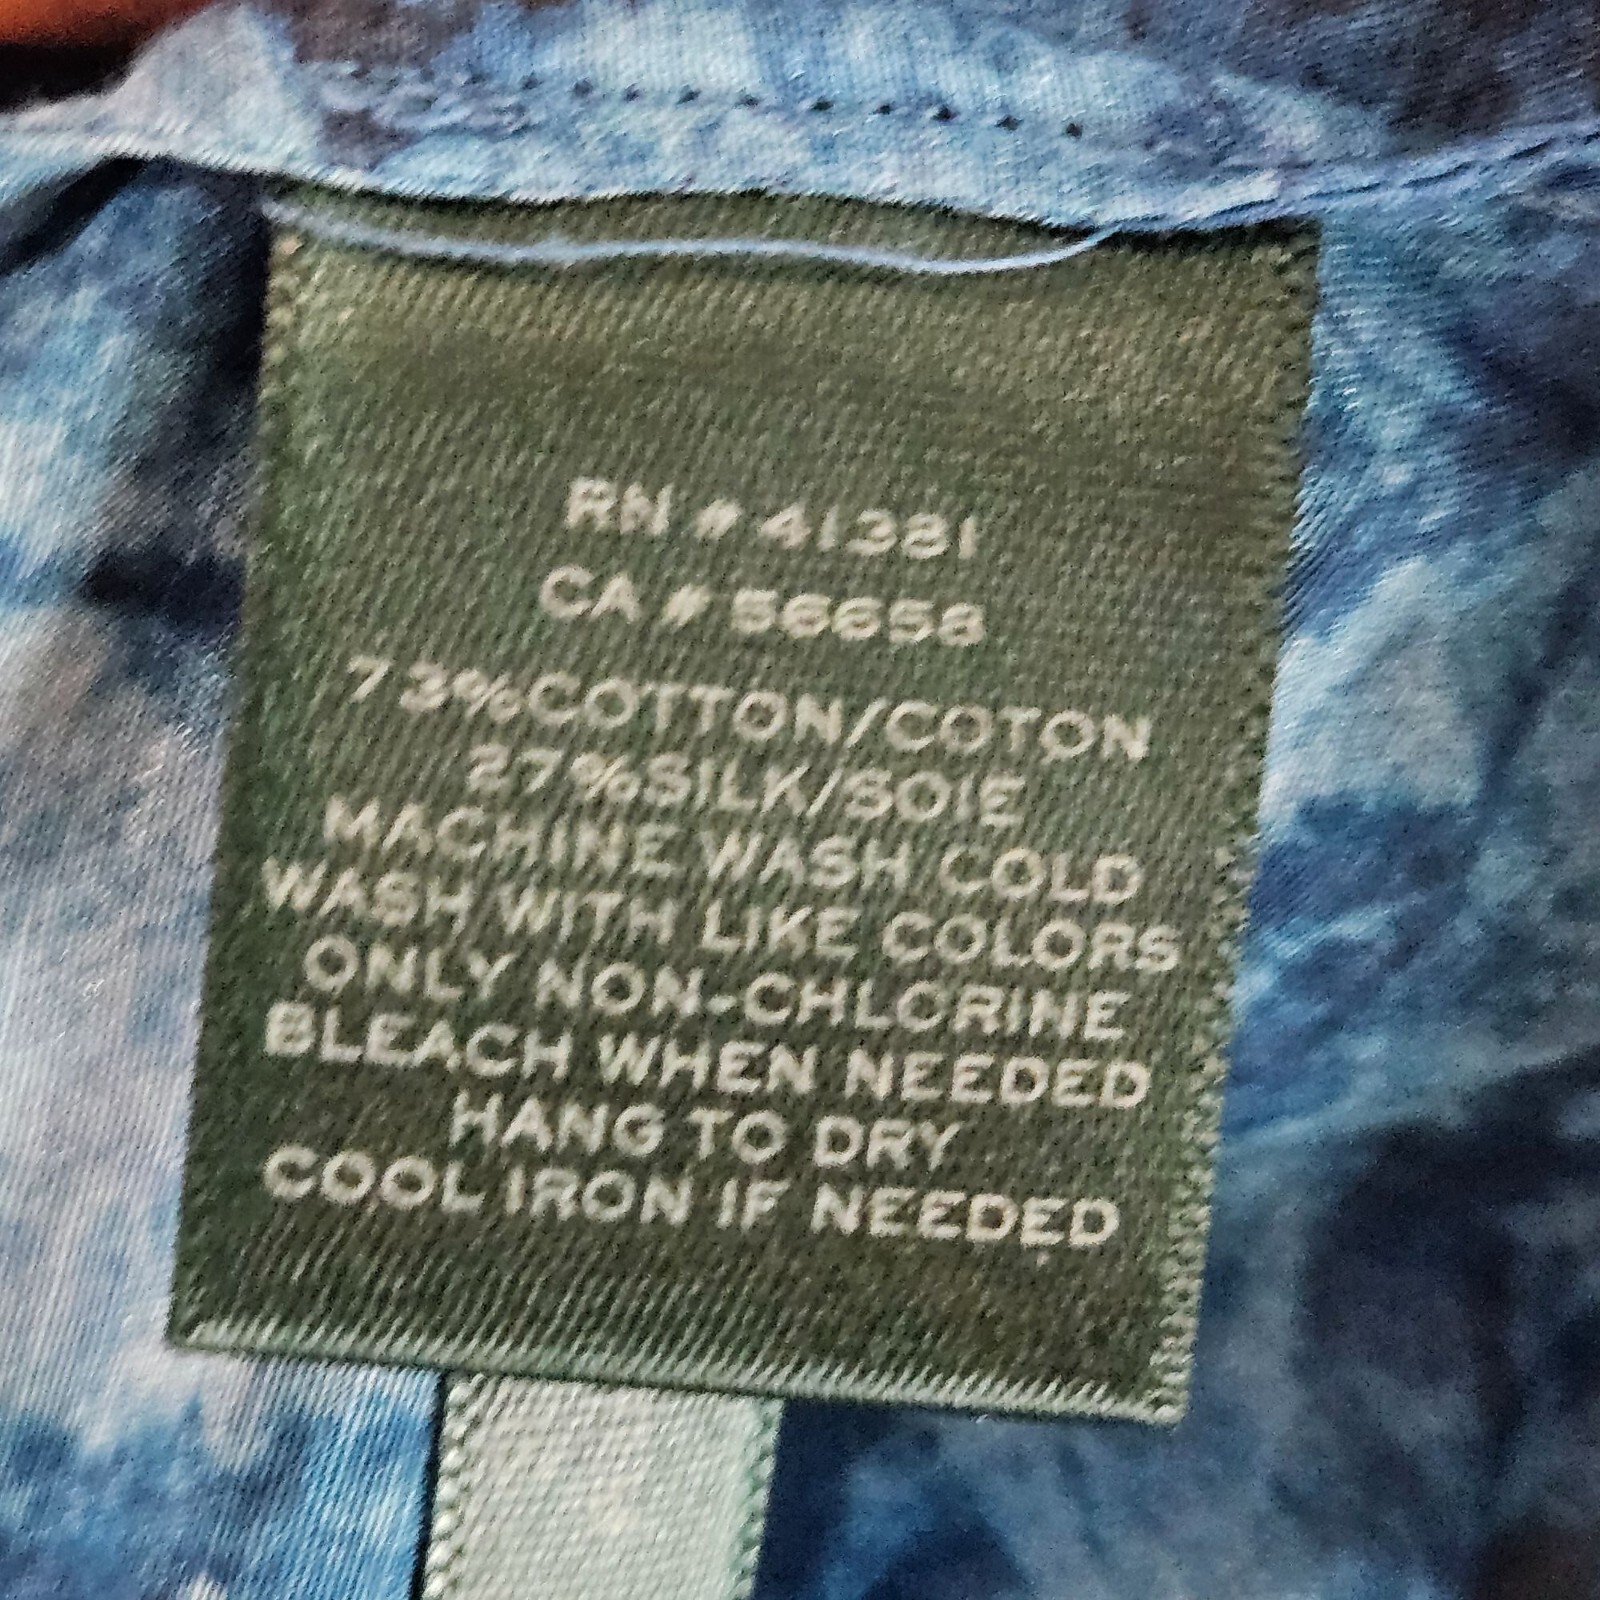 RN # 41381
CA # 56658
73%COTTON/COTON
27%SILK/SOIE
MACHINE WASH COLD
WASH WITH LIKE COLORS
ONLY NON-CHLORINE
BLEACH WHEN NEEDED
HANG TO DRY
COOL IRON IF NEEDED